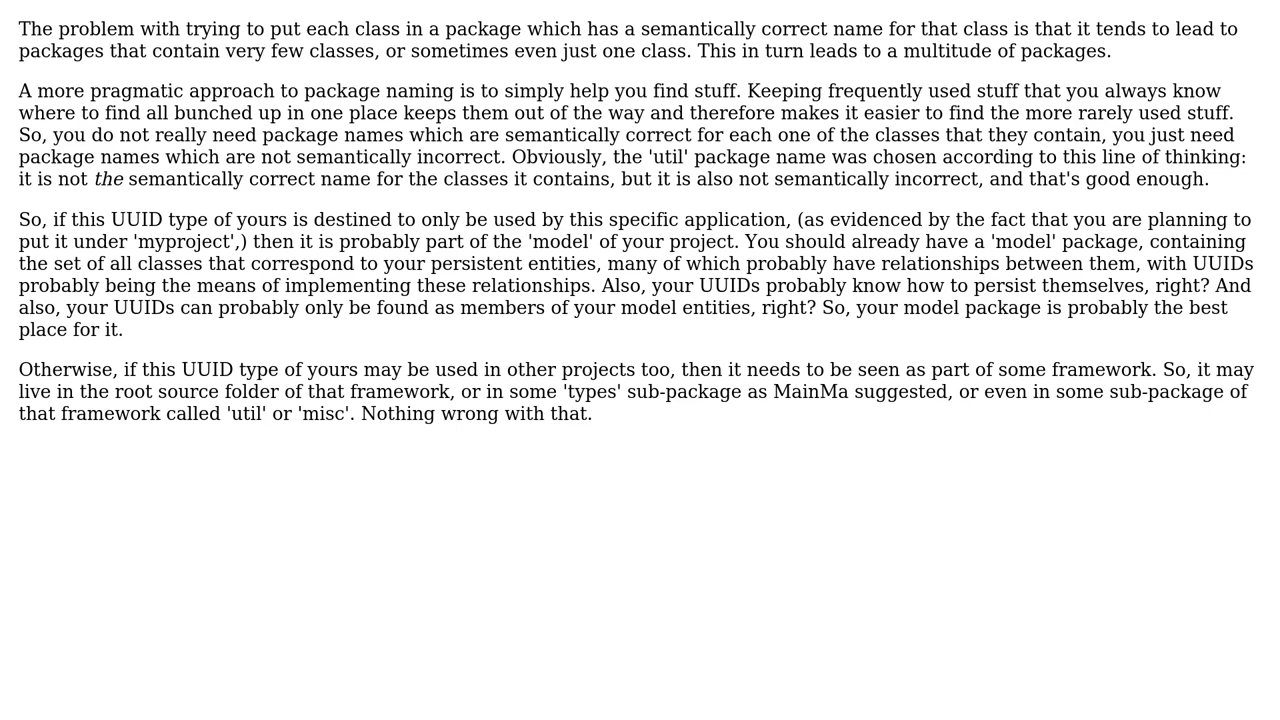 The problem with trying to put each class in a package which has a semantically correct name for that class is that it tends to lead to
packages that contain very few classes, or sometimes even just one class. This in turn leads to a multitude of packages.
A more pragmatic approach to package naming is to simply help you find stuff. Keeping frequently used stuff that you always know
where to find all bunched up in one place keeps them out of the way and therefore makes it easier to find the more rarely used stuff.
So, you do not really need package names which are semantically correct for each one of the classes that they contain, you just need
package names which are not semantically incorrect. Obviously, the 'util' package name was chosen according to this line of thinking:
it is not the semantically correct name for the classes it contains, but it is also not semantically incorrect, and that's good enough.
So, if this UUID type of yours is destined to only be used by this specific application, (as evidenced by the fact that you are planning to
put it under 'myproject',) then it is probably part of the 'model' of your project. You should already have a 'model' package, containing
the set of all classes that correspond to your persistent entities, many of which probably have relationships between them, with UUIDs
probably being the means of implementing these relationships. Also, your UUIDs probably know how to persist themselves, right? And
also, your UUIDs can probably only be found as members of your model entities, right? So, your model package is probably the best
place for it.
Otherwise, if this UUID type of yours may be used in other projects too, then it needs to be seen as part of some framework. So, it may
live in the root source folder of that framework, or in some 'types' sub-package as MainMa suggested, or even in some sub-package of
that framework called 'util' or 'misc'. Nothing wrong with that.